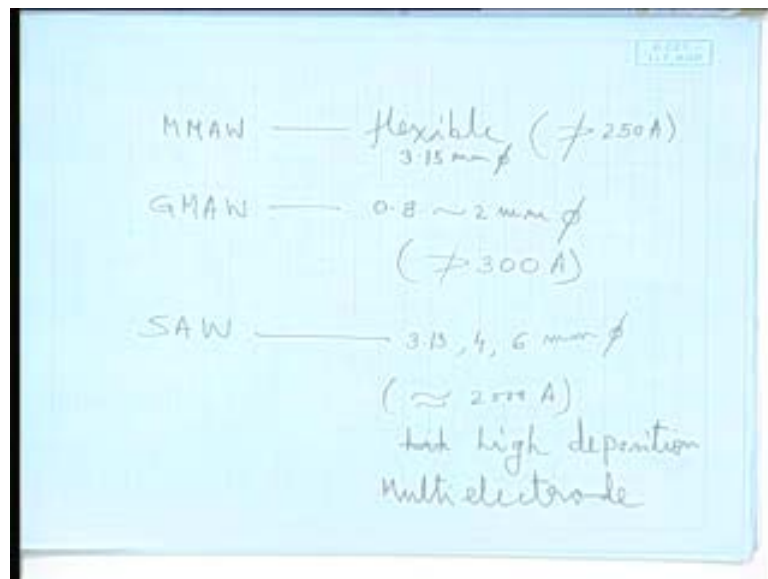 MMAW —— flexible (≯ 250A)
3.15 mm ø
GMAW —— 0.8 ~ 2 mm ø
(≯ 300 A)
SAW —— 3.15, 4, 6 mm ø
(≈ 2000 A)
high deposition
Multi electrode